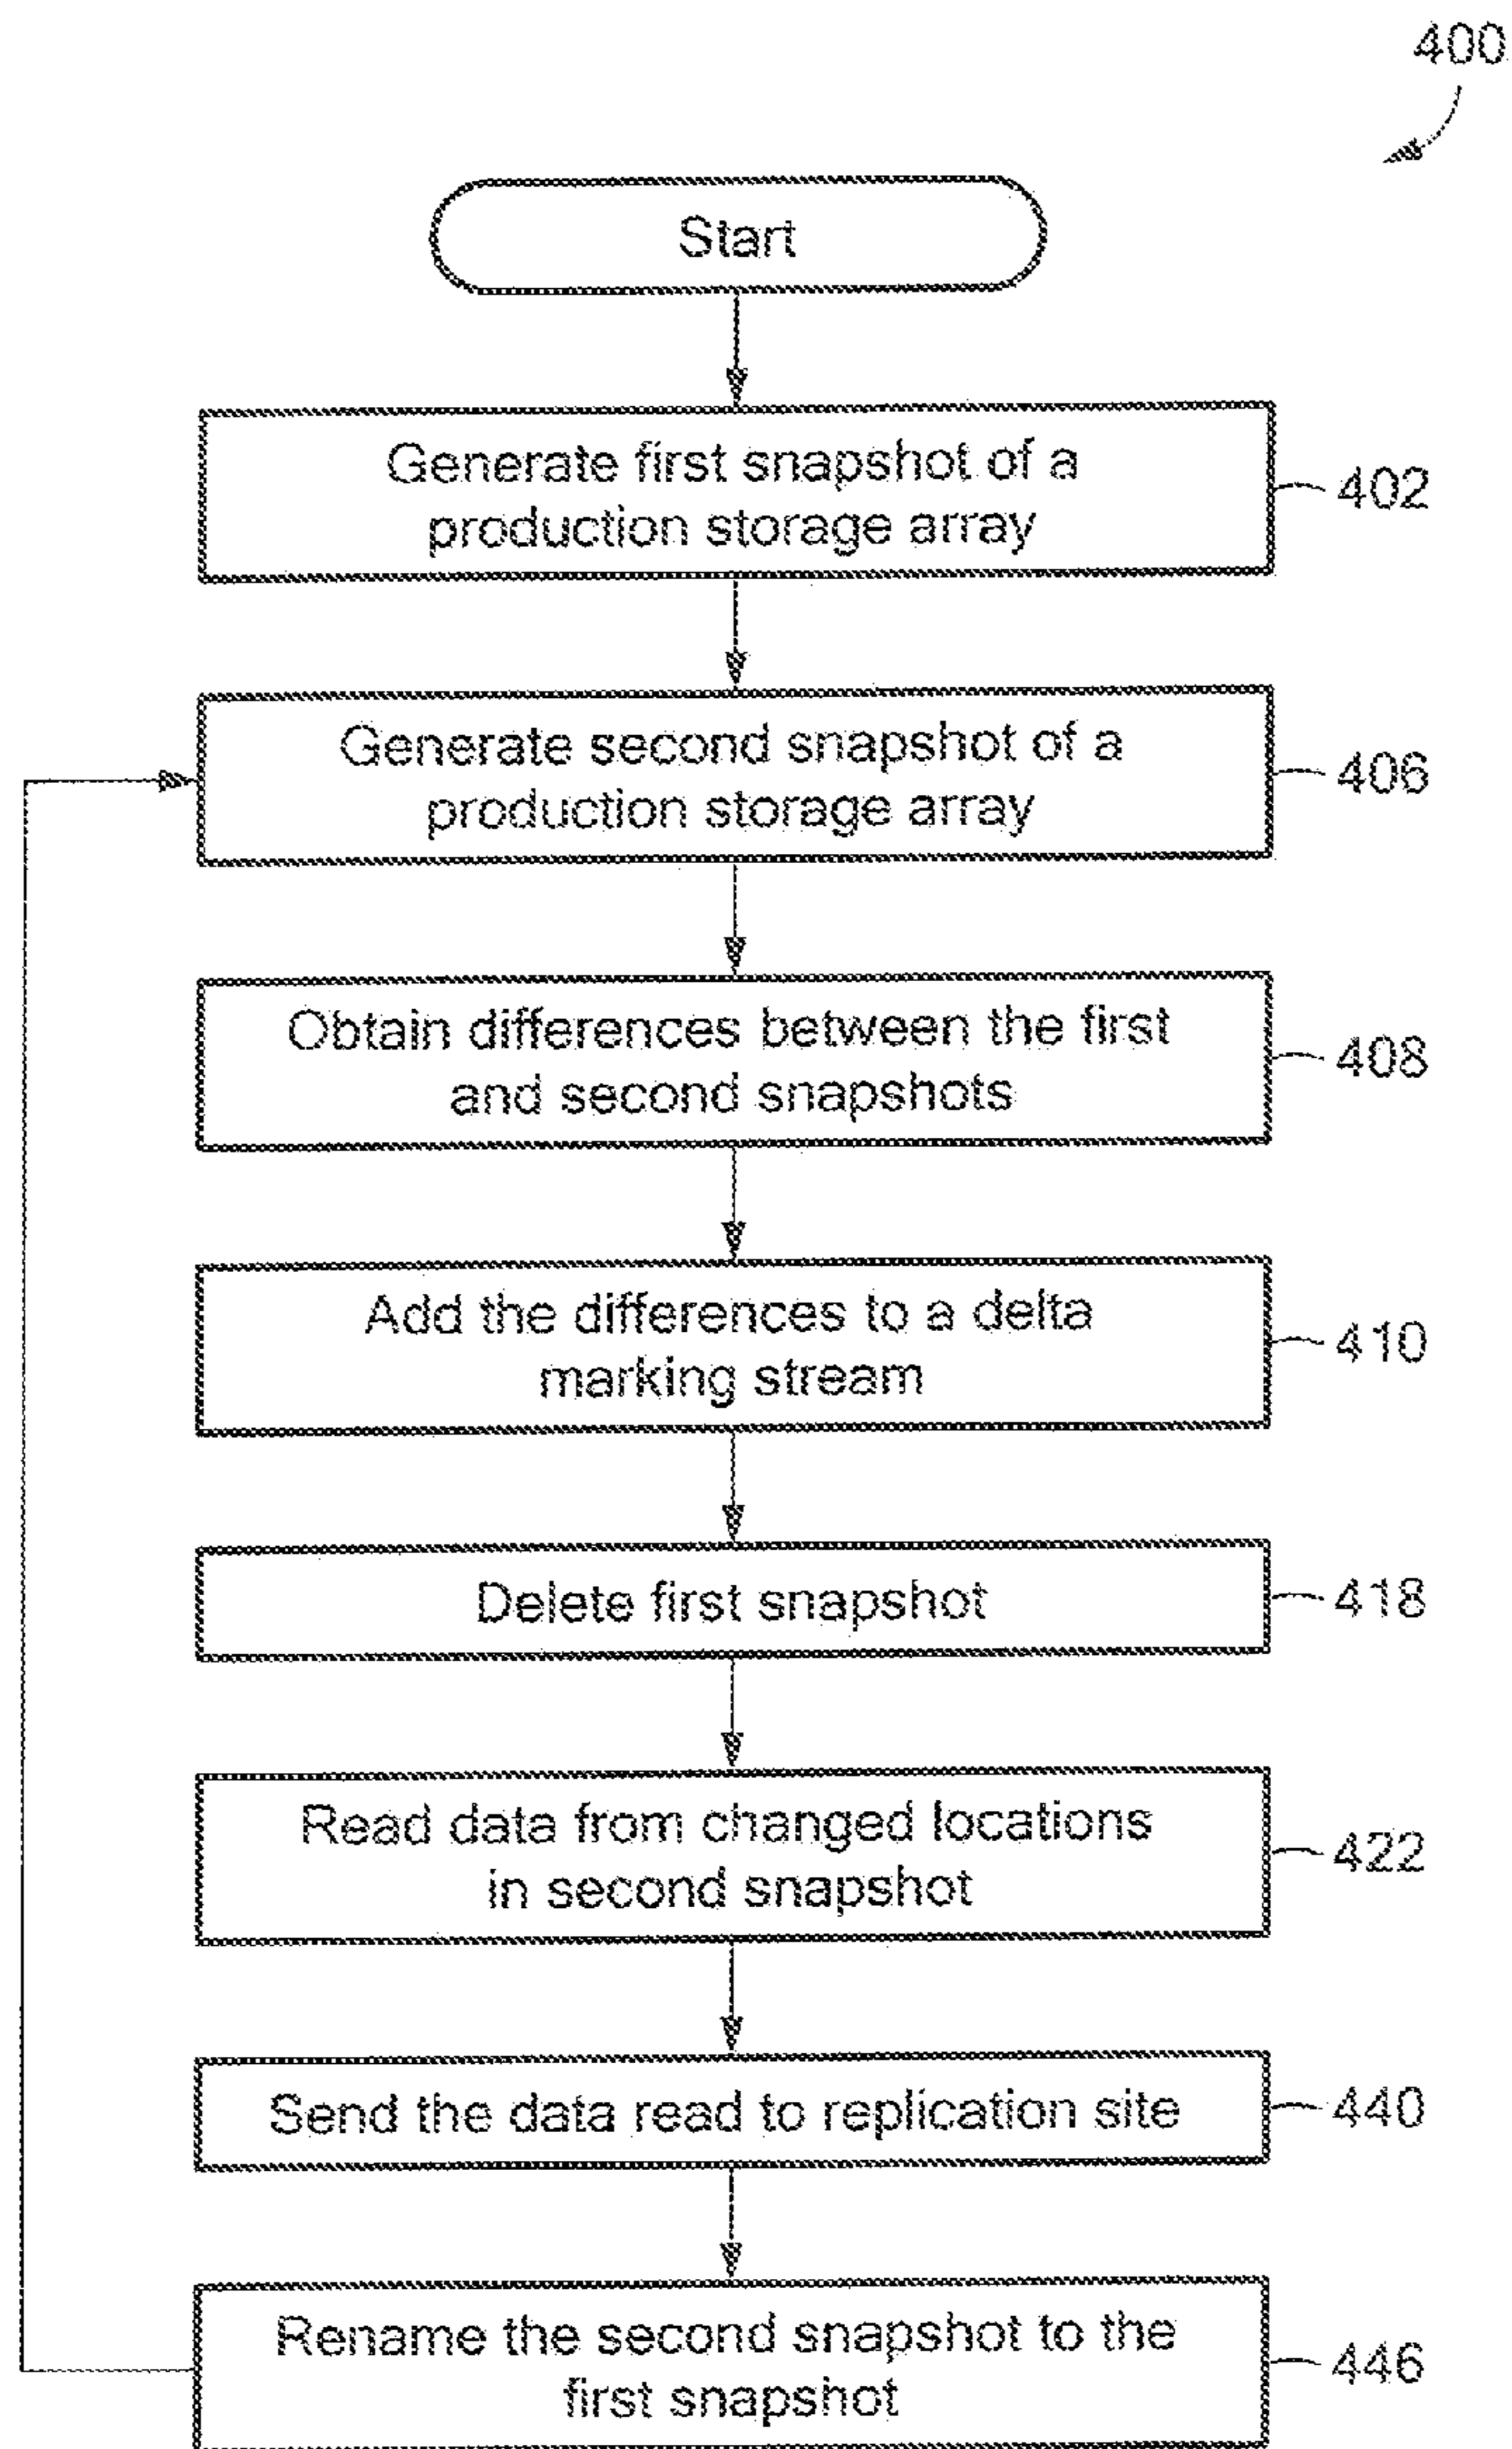 400
Start
Generate first snapshot of a
production storage array
402
Generate second snapshot of a
production storage array
406
Obtain differences between the first
and second snapshots
408
Add the differences to a delta
marking stream
410
Delete first snapshot
418
Read data from changed locations
in second snapshot
422
Send the data read to replication site
440
Rename the second snapshot to the
first snapshot
446